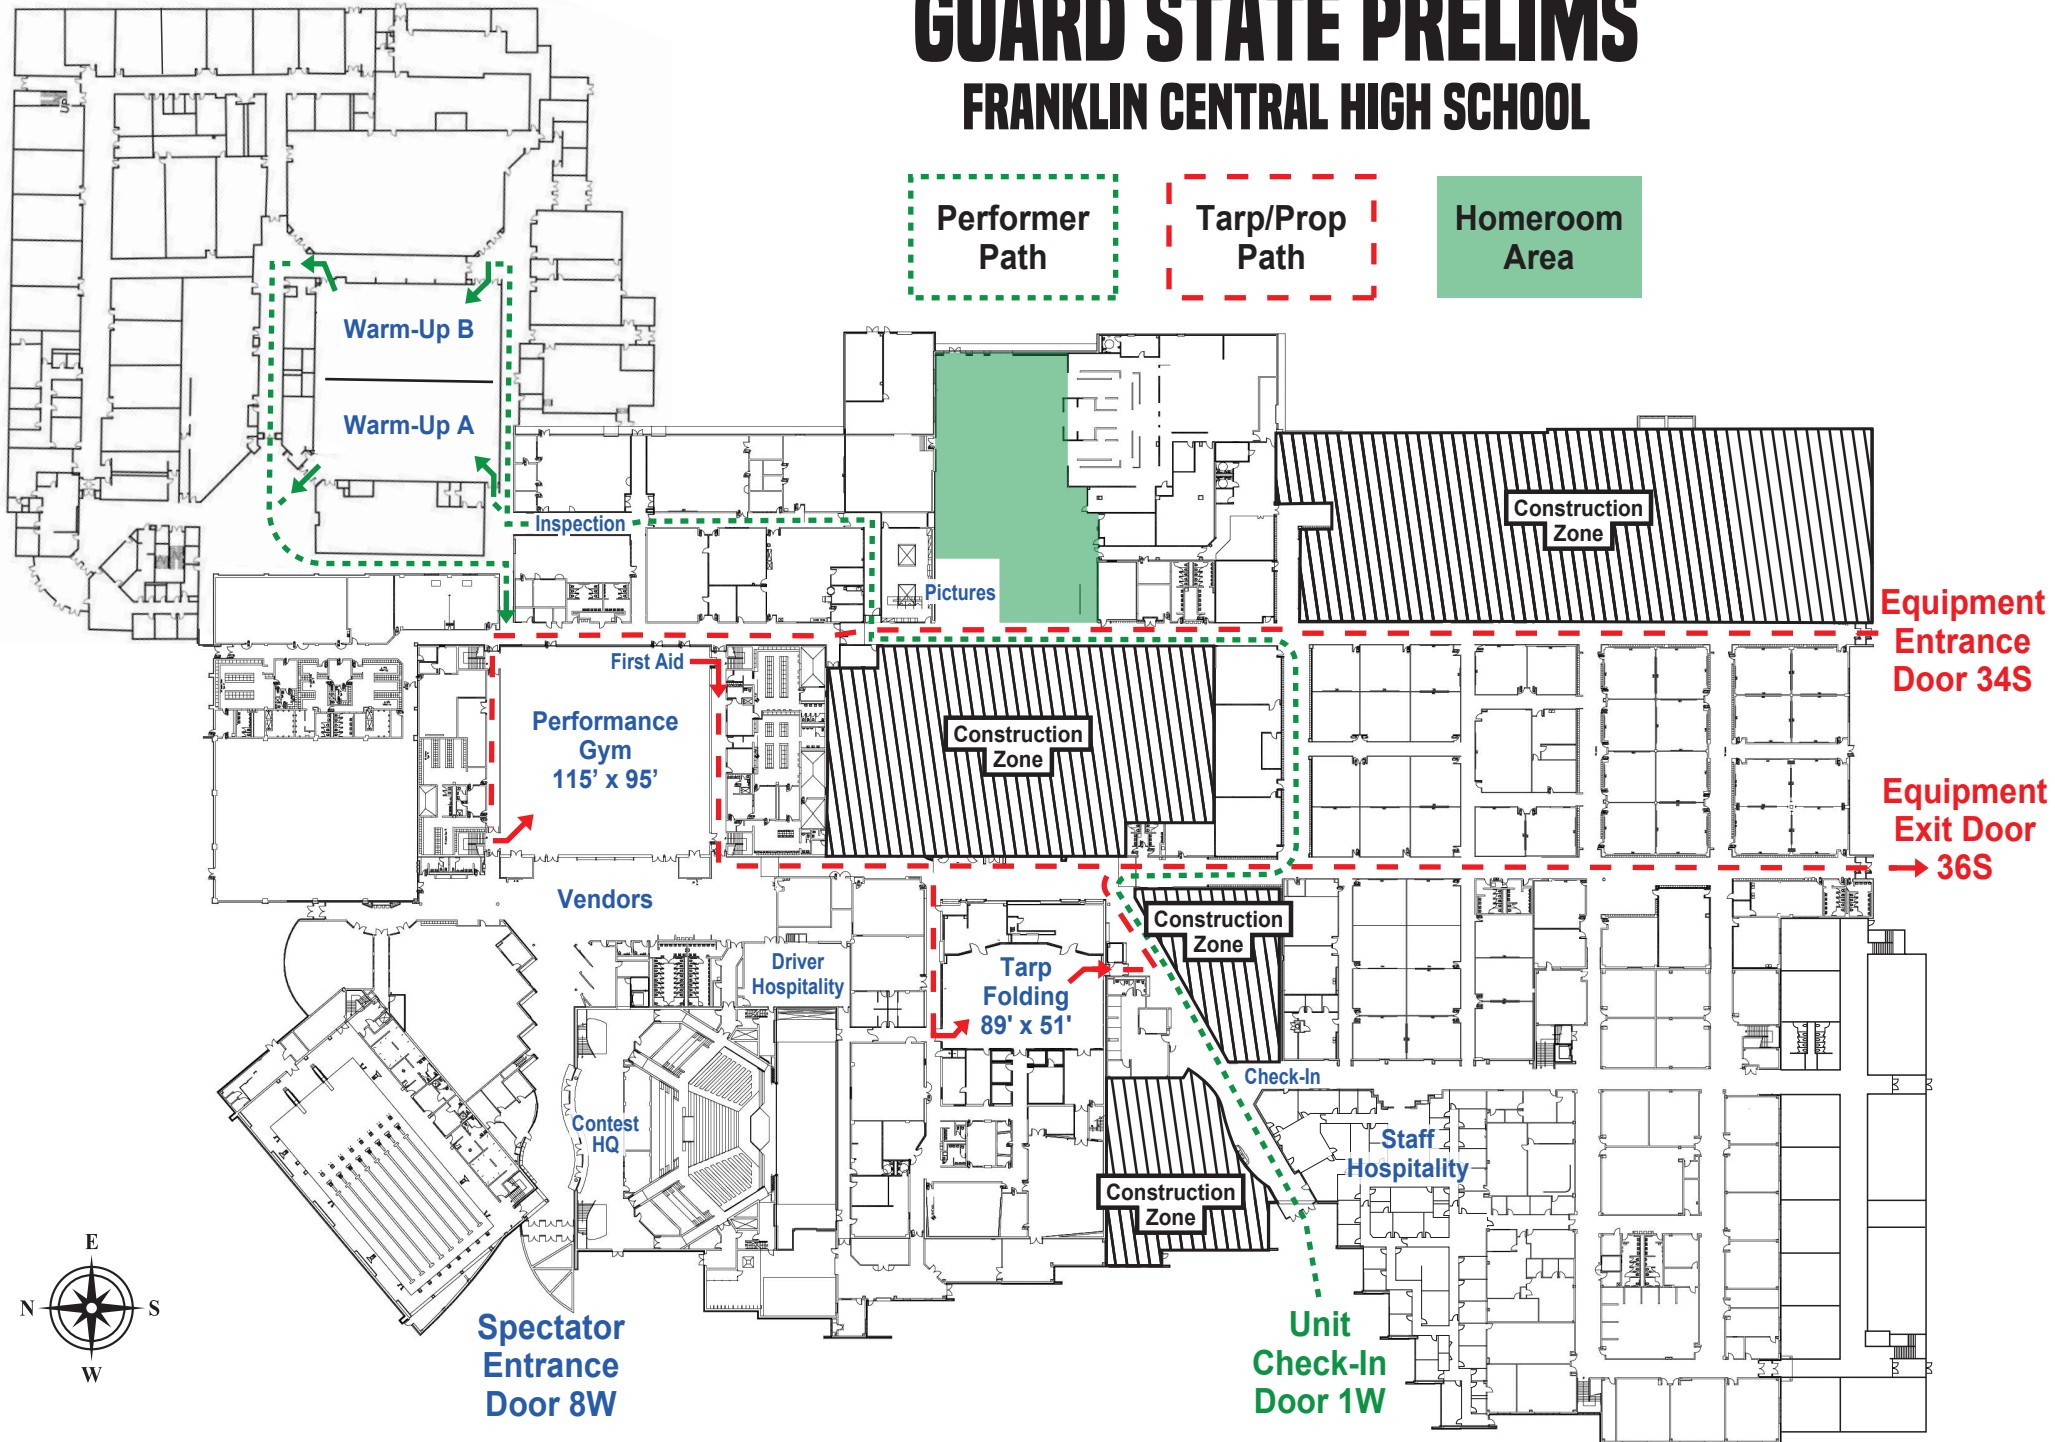 GUARD STATE PRELIMS
FRANKLIN CENTRAL HIGH SCHOOL
Performer
Path
Tarp/Prop
Path
Homeroom
Area
Warm-Up B
Warm-Up A
Inspection
Construction
Zone
Pictures
Equipment
Entrance
Door 34S
First Aid
Performance
Gym
115’ x 95’
Construction
Zone
Equipment
Exit Door
36S
Vendors
Construction
Zone
Driver
Hospitality
Tarp
Folding
89' x 51'
Check-In
Contest
HQ
Staff
Hospitality
Construction
Zone
E
N
S
W
Spectator
Entrance
Door 8W
Unit
Check-In
Door 1W